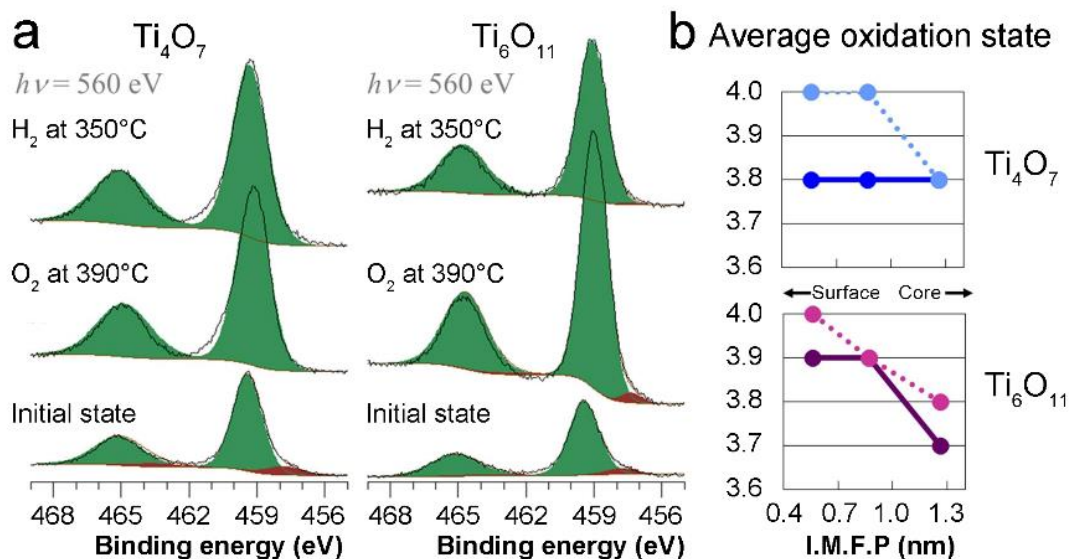 a
Ti4O7
hν = 560 eV
H2 at 350°C
O2 at 390°C
Initial state
468 465 462 459 456
Binding energy (eV)
Ti6O11
hν = 560 eV
H2 at 350°C
O2 at 390°C
Initial state
468 465 462 459 456
Binding energy (eV)
b Average oxidation state
4.0
3.9
3.8
3.7
3.6
Ti4O7
Surface Core
4.0
3.9
3.8
3.7
3.6
Ti6O11
0.4 0.7 1.0 1.3
I.M.F.P (nm)